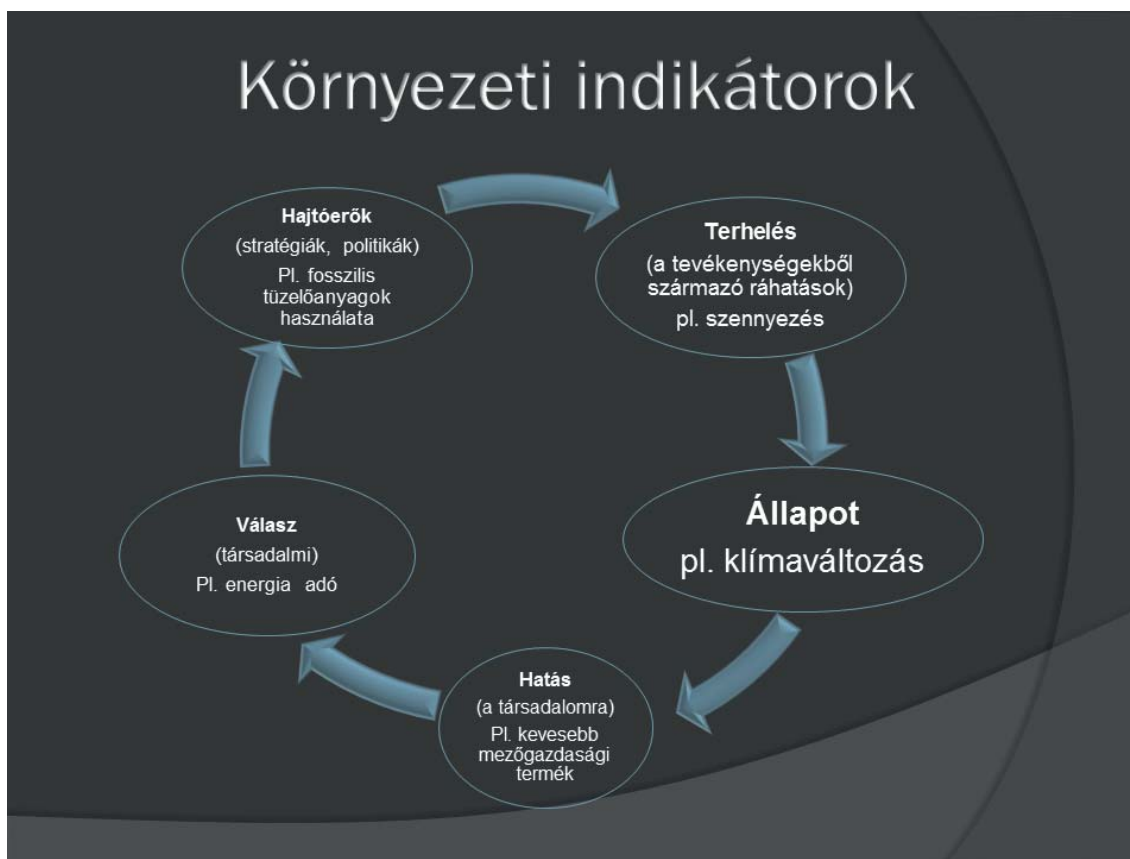 Környezeti indikátorok
Hajtóerők
(stratégiák, politikák)
Pl. fosszilis
tüzelőanyagok
használata
Terhelés
(a tevékenységekből
származó ráhatások)
pl. szennyezés
Állapot
pl. klímaváltozás
Hatás
(a társadalomra)
Pl. kevesebb
mezőgazdasági
termék
Válasz
(társadalmi)
Pl. energia adó